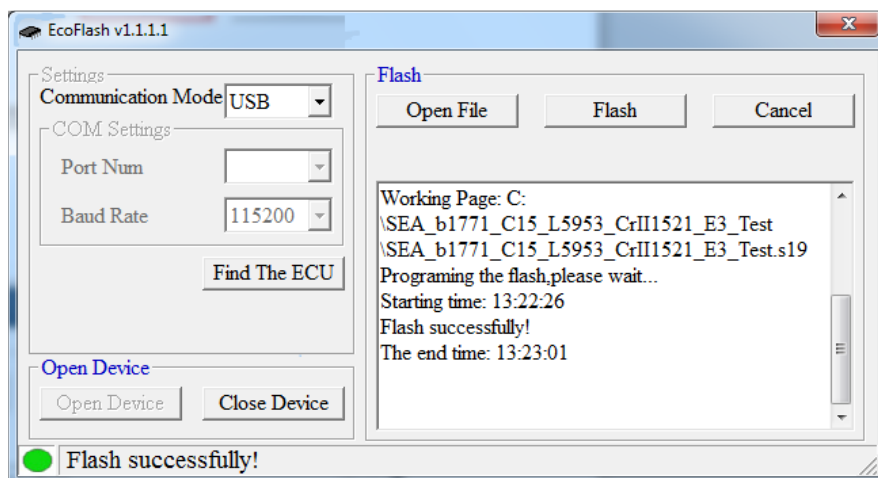 EcoFlash v1.1.1.1
Settings
Communication Mode USB
COM Settings
Port Num
Baud Rate 115200
Find The ECU
Open Device
Open Device Close Device
Flash
Open File Flash Cancel
Working Page: C:
\SEA_b1771_C15_L5953_CrII1521_E3_Test
\SEA_b1771_C15_L5953_CrII1521_E3_Test.s19
Programing the flash,please wait...
Starting time: 13:22:26
Flash successfully!
The end time: 13:23:01
Flash successfully!